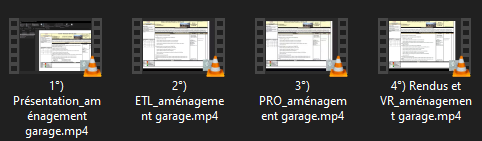 1°)
Présentation_am
énagement
garage.mp4
2°)
ETL_aménageme
nt garage.mp4
3°)
PRO_aménagem
ent garage.mp4
4°) Rendus et
VR_aménagemen
t garage.mp4